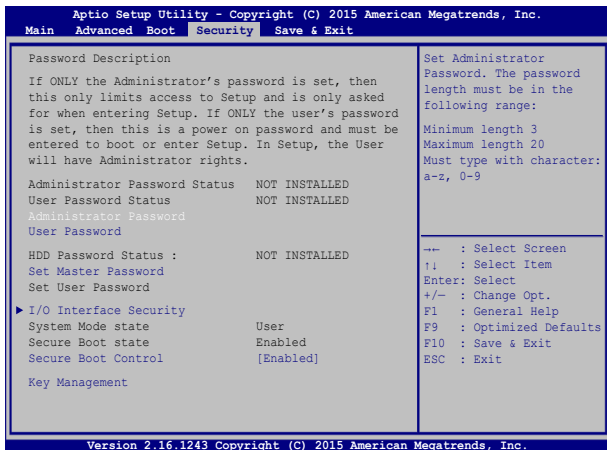 Aptio Setup Utility - Copyright (C) 2015 American Megatrends, Inc.
Main Advanced Boot Security Save & Exit
Password Description
If ONLY the Administrator's password is set, then
this only limits access to Setup and is only asked
for when entering Setup. If ONLY the user's password
is set, then this is a power on password and must be
entered to boot or enter Setup. In Setup, the User
will have Administrator rights.
Administrator Password Status NOT INSTALLED
User Password Status NOT INSTALLED
Administrator Password
User Password
HDD Password Status : NOT INSTALLED
Set Master Password
Set User Password
I/O Interface Security
System Mode state User
Secure Boot state Enabled
Secure Boot Control [Enabled]
Key Management
Set Administrator
Password. The password
length must be in the
following range:
Minimum length 3
Maximum length 20
Must type with character:
a-z, 0-9
→← : Select Screen
↑↓ : Select Item
Enter: Select
+/— : Change Opt.
F1 : General Help
F9 : Optimized Defaults
F10 : Save & Exit
ESC : Exit
Version 2.16.1243 Copyright (C) 2015 American Megatrends, Inc.